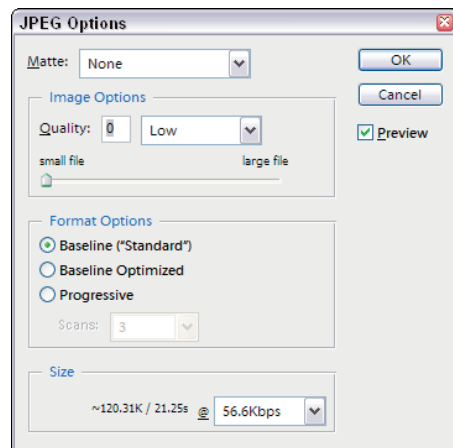 JPEG Options
Matte: None
OK
Cancel
Preview
Image Options
Quality: 0 Low
small file large file
Format Options
Baseline ("Standard")
Baseline Optimized
Progressive
Scans: 3
Size
~120.31K / 21.25s @ 56.6Kbps